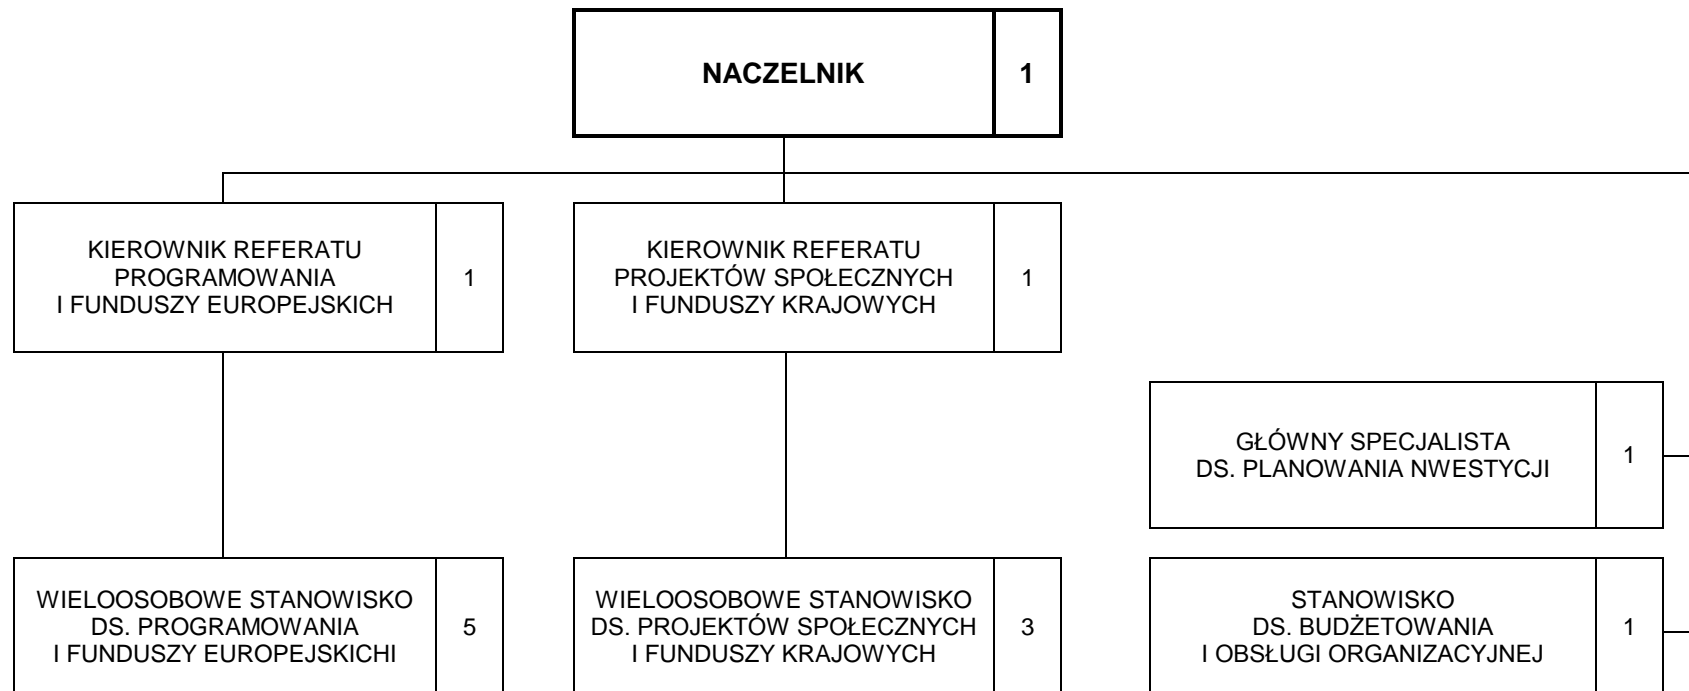 NACZELNIK
1
KIEROWNIK REFERATU
PROGRAMOWANIA
I FUNDUSZY EUROPEJSKICH
1
KIEROWNIK REFERATU
PROJEKTÓW SPOŁECZNYCH
I FUNDUSZY KRAJOWYCH
1
GŁÓWNY SPECJALISTA
DS. PLANOWANIA NWESTYCJI
1
WIELOOSOBOWE STANOWISKO
DS. PROGRAMOWANIA
I FUNDUSZY EUROPEJSKICHI
5
WIELOOSOBOWE STANOWISKO
DS. PROJEKTÓW SPOŁECZNYCH
I FUNDUSZY KRAJOWYCH
3
STANOWISKO
DS. BUDŻETOWANIA
I OBSŁUGI ORGANIZACYJNEJ
1